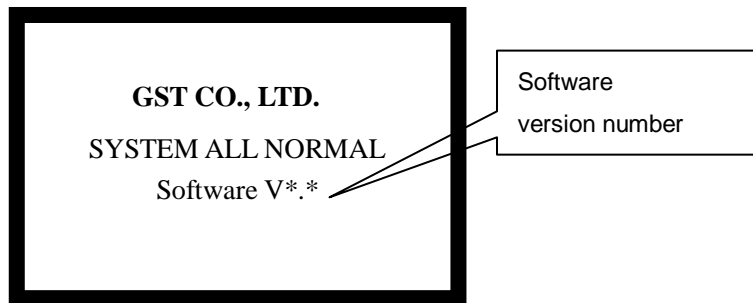 GST CO., LTD.
SYSTEM ALL NORMAL
Software V*.*
Software
version number